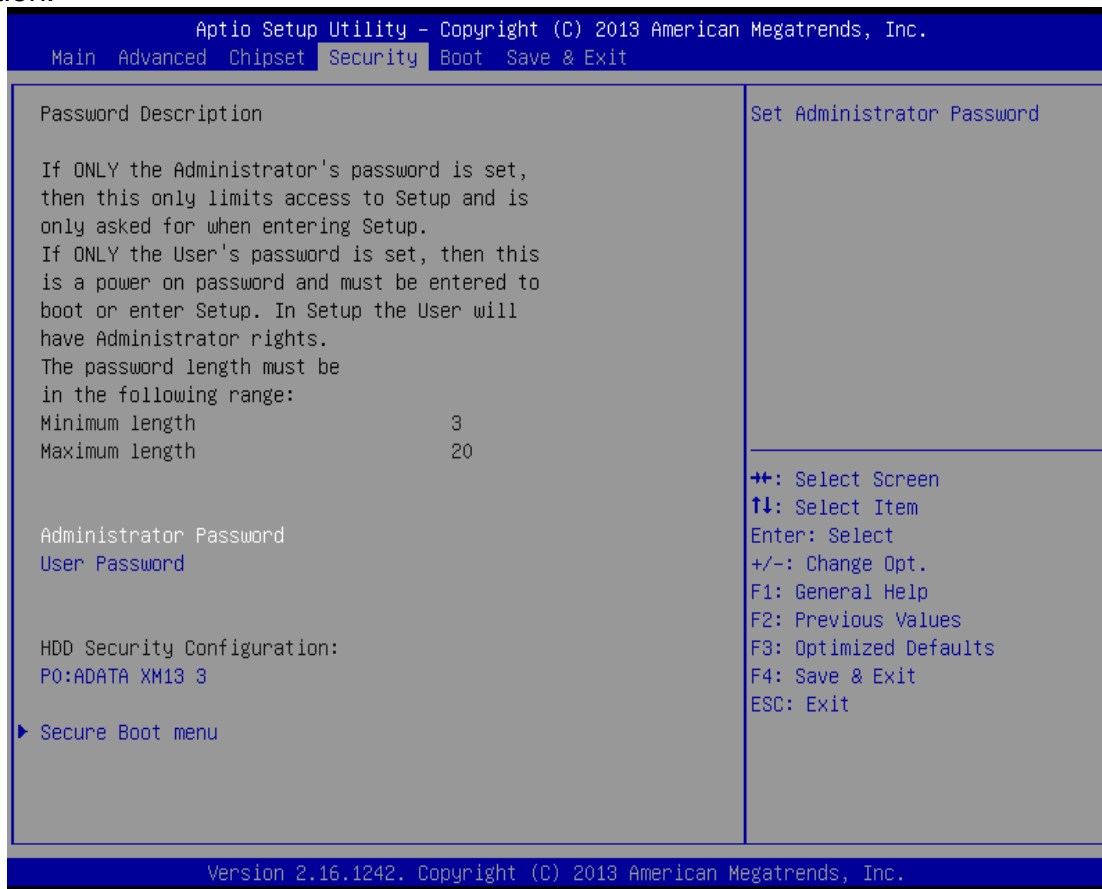 Aptio Setup Utility – Copyright (C) 2013 American Megatrends, Inc.
Main Advanced Chipset Security Boot Save & Exit
Password Description
If ONLY the Administrator's password is set,
then this only limits access to Setup and is
only asked for when entering Setup.
If ONLY the User's password is set, then this
is a power on password and must be entered to
boot or enter Setup. In Setup the User will
have Administrator rights.
The password length must be
in the following range:
Minimum length 3
Maximum length 20
Administrator Password
User Password
HDD Security Configuration:
PO:ADATA XM13 3
Secure Boot menu
Set Administrator Password
→←: Select Screen
↑↓: Select Item
Enter: Select
+/-: Change Opt.
F1: General Help
F2: Previous Values
F3: Optimized Defaults
F4: Save & Exit
ESC: Exit
Version 2.16.1242. Copyright (C) 2013 American Megatrends, Inc.